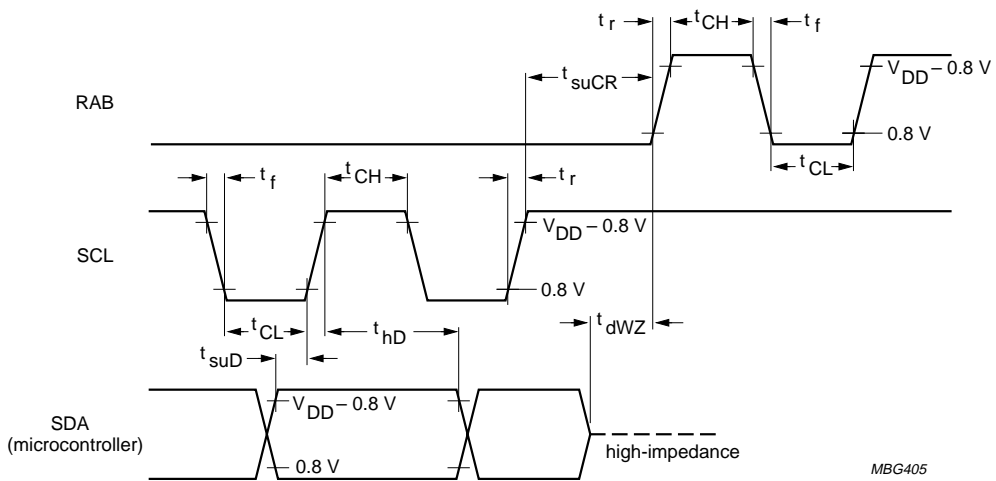 t r
t CH
t f
t suCR
V DD – 0.8 V
RAB
0.8 V
t CL
t f
t CH
t r
V DD – 0.8 V
SCL
0.8 V
t CL
t hD
t dWZ
t suD
V DD – 0.8 V
SDA
(microcontroller)
high-impedance
0.8 V
MBG405